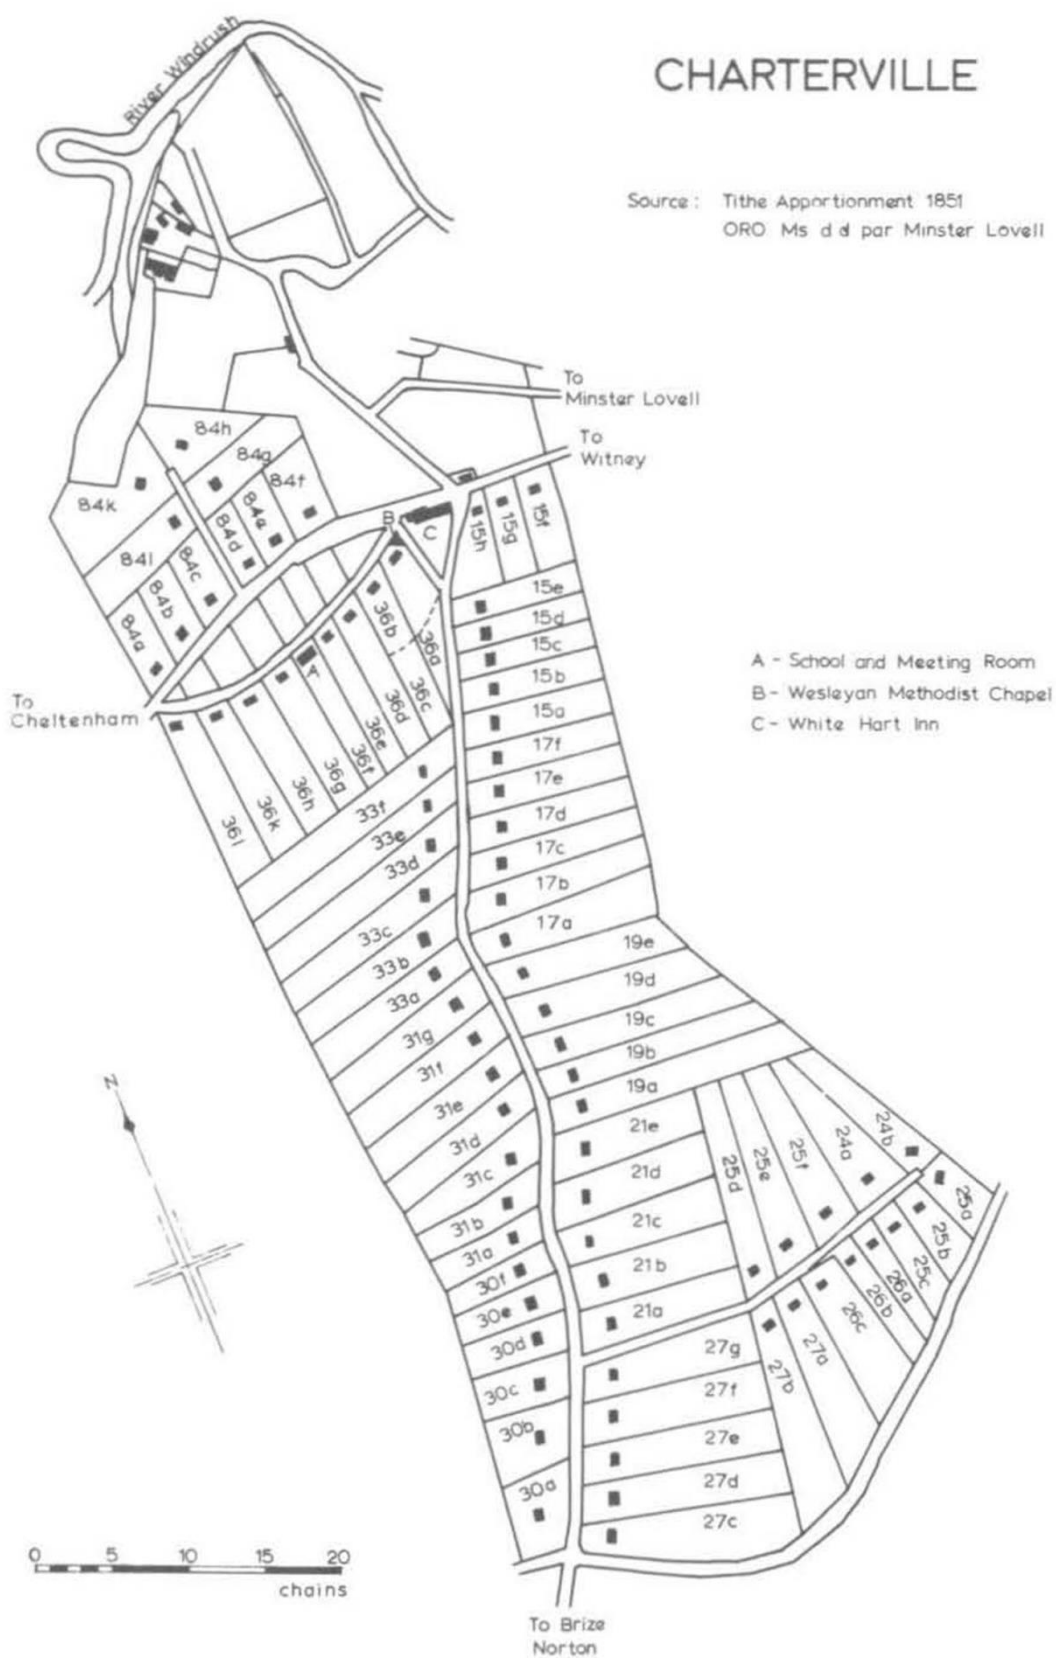 CHARTERVILLE
River Windrush
Source : Tithe Apportionment 1851
ORO Ms d d par Minster Lovell
To
Minster Lovell
To
Witney
84h
84g
84f
84k
84e
84d
84l
84c
84b
84a
B
C
15h
15g
15f
15e
15d
15c
15b
15a
36b
36a
36c
36d
36e
36f
36g
36h
36k
36l
A
A - School and Meeting Room
B - Wesleyan Methodist Chapel
C - White Hart Inn
To
Cheltenham
17f
17e
17d
17c
17b
17a
33f
33e
33d
33c
33b
33a
19e
19d
19c
19b
19a
31g
31f
31e
31d
31c
31b
31a
N
21e
21d
21c
21b
21a
25d
25e
25f
24a
24b
25a
25b
25c
26a
26b
26c
27a
27b
30f
30e
30d
30c
30b
30a
27g
27f
27e
27d
27c
0 5 10 15 20
chains
To Brize
Norton